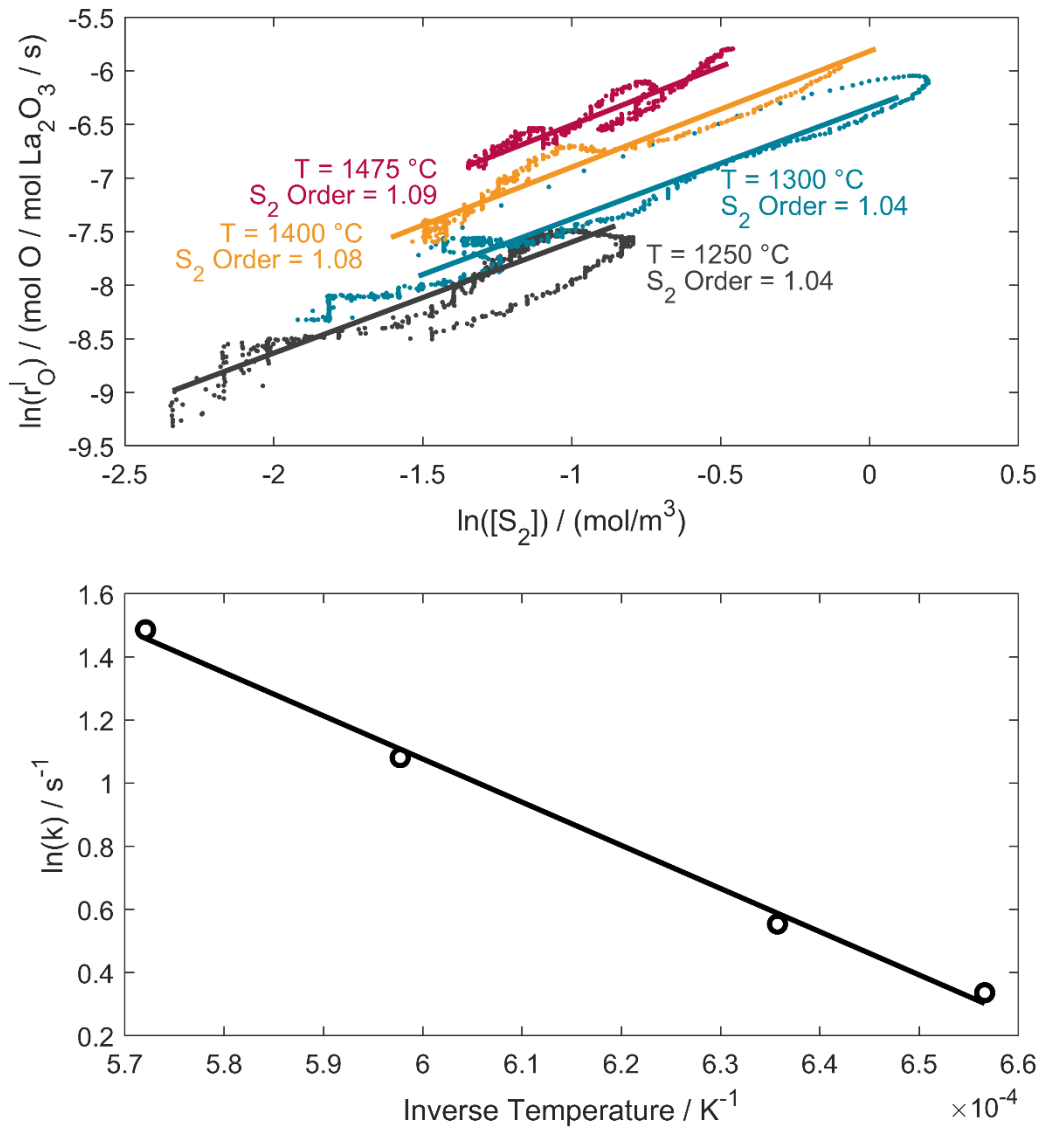 -5.5
-6
-6.5
-7
-7.5
-8
-8.5
-9
-9.5
ln(r_O^I) / (mol O / mol La₂O₃ / s)
T = 1475 °C
S₂ Order = 1.09
T = 1400 °C
S₂ Order = 1.08
T = 1300 °C
S₂ Order = 1.04
T = 1250 °C
S₂ Order = 1.04
-2.5 -2 -1.5 -1 -0.5 0 0.5
ln([S₂]) / (mol/m³)
1.6
1.4
1.2
1
0.8
0.6
0.4
0.2
ln(k) / s⁻¹
5.7 5.8 5.9 6 6.1 6.2 6.3 6.4 6.5 6.6
Inverse Temperature / K⁻¹
×10⁻⁴